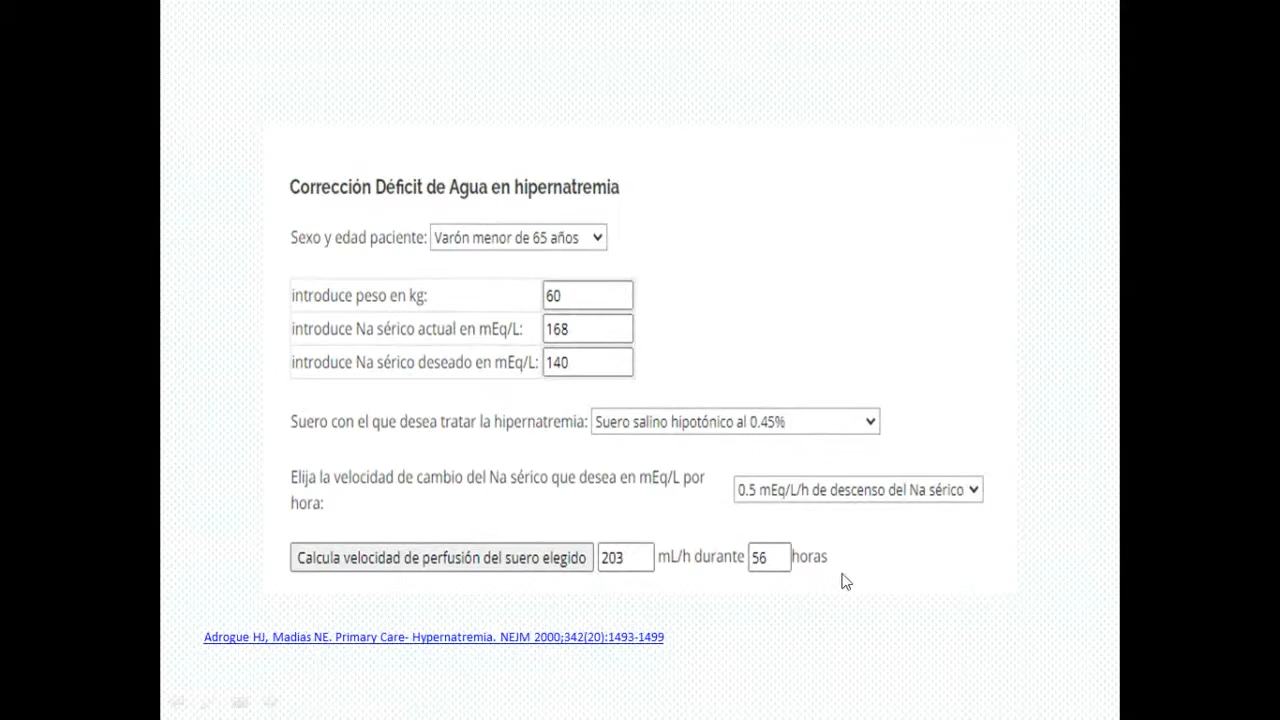 Corrección Déficit de Agua en hipernatremia
Sexo y edad paciente: Varón menor de 65 años
introduce peso en kg: 60
introduce Na sérico actual en mEq/L: 168
introduce Na sérico deseado en mEq/L: 140
Suero con el que desea tratar la hipernatremia: Suero salino hipotónico al 0.45%
Elija la velocidad de cambio del Na sérico que desea en mEq/L por
hora:
0.5 mEq/L/h de descenso del Na sérico
Calcula velocidad de perfusión del suero elegido 203 mL/h durante 56 horas
Adrogue HJ, Madias NE. Primary Care- Hypernatremia. NEJM 2000;342(20):1493-1499